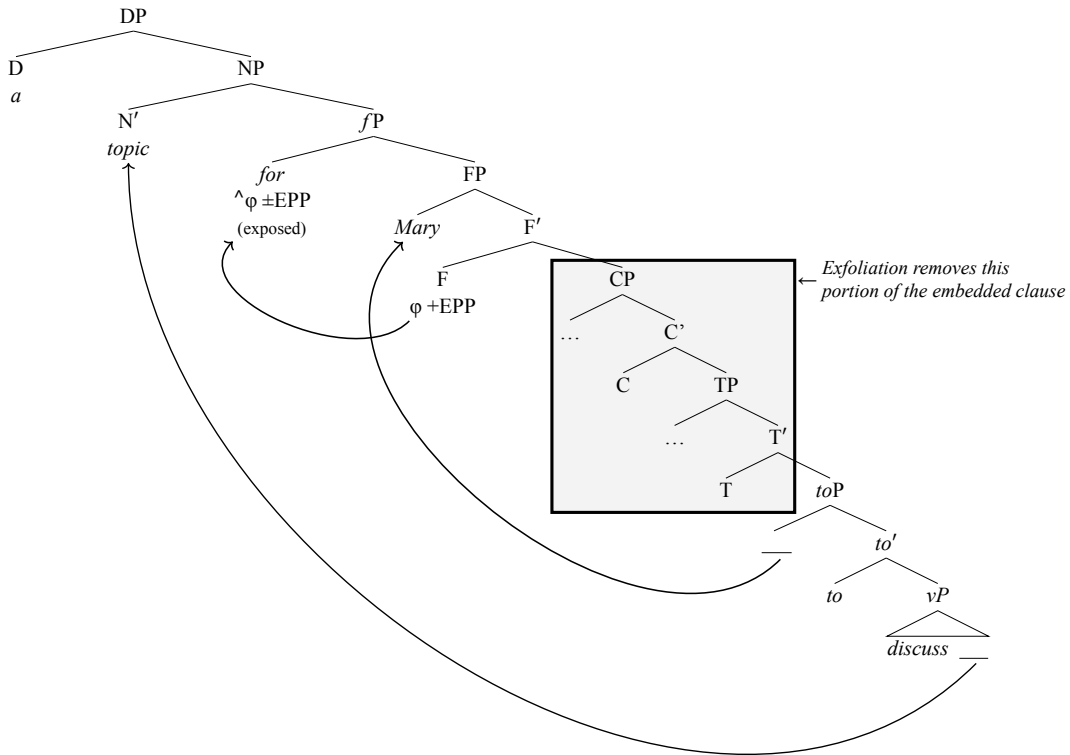 DP
D NP
a
N′ fP
topic
for FP
^φ ±EPP
(exposed) Mary F′
F CP ← Exfoliation removes this
φ +EPP portion of the embedded clause
… C’
C TP
… T′
T toP
to′
to vP
discuss